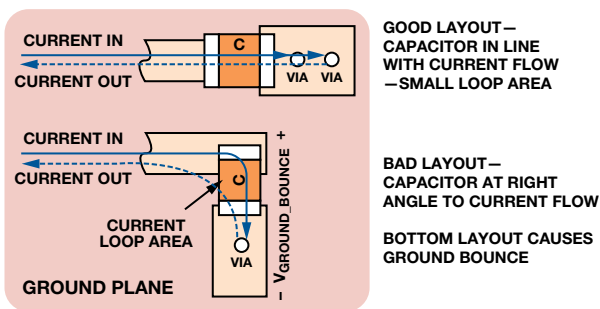 CURRENT IN
CURRENT OUT
C
VIA VIA
GOOD LAYOUT—
CAPACITOR IN LINE
WITH CURRENT FLOW
—SMALL LOOP AREA
CURRENT IN
CURRENT OUT
C
CURRENT
LOOP AREA
VIA
– VGROUND_BOUNCE +
GROUND PLANE
BAD LAYOUT—
CAPACITOR AT RIGHT
ANGLE TO CURRENT FLOW
BOTTOM LAYOUT CAUSES
GROUND BOUNCE